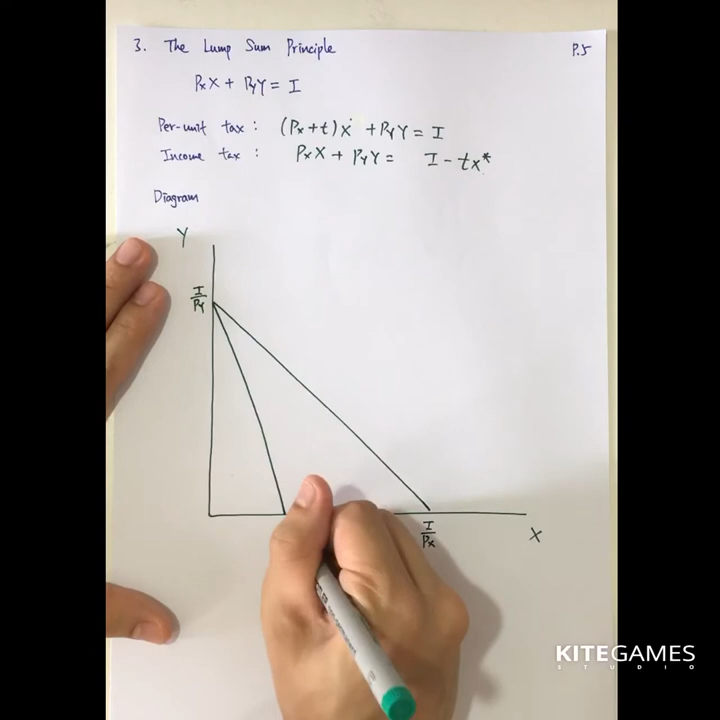 3. The Lump Sum Principle
P.5
PxX + PyY = I
Per-unit tax : (Px+t)X + PyY = I
Income tax : PxX + PyY = I - tx*
Diagram
Y
I/Py
I/Px
X
KITEGAMES
STUDIO